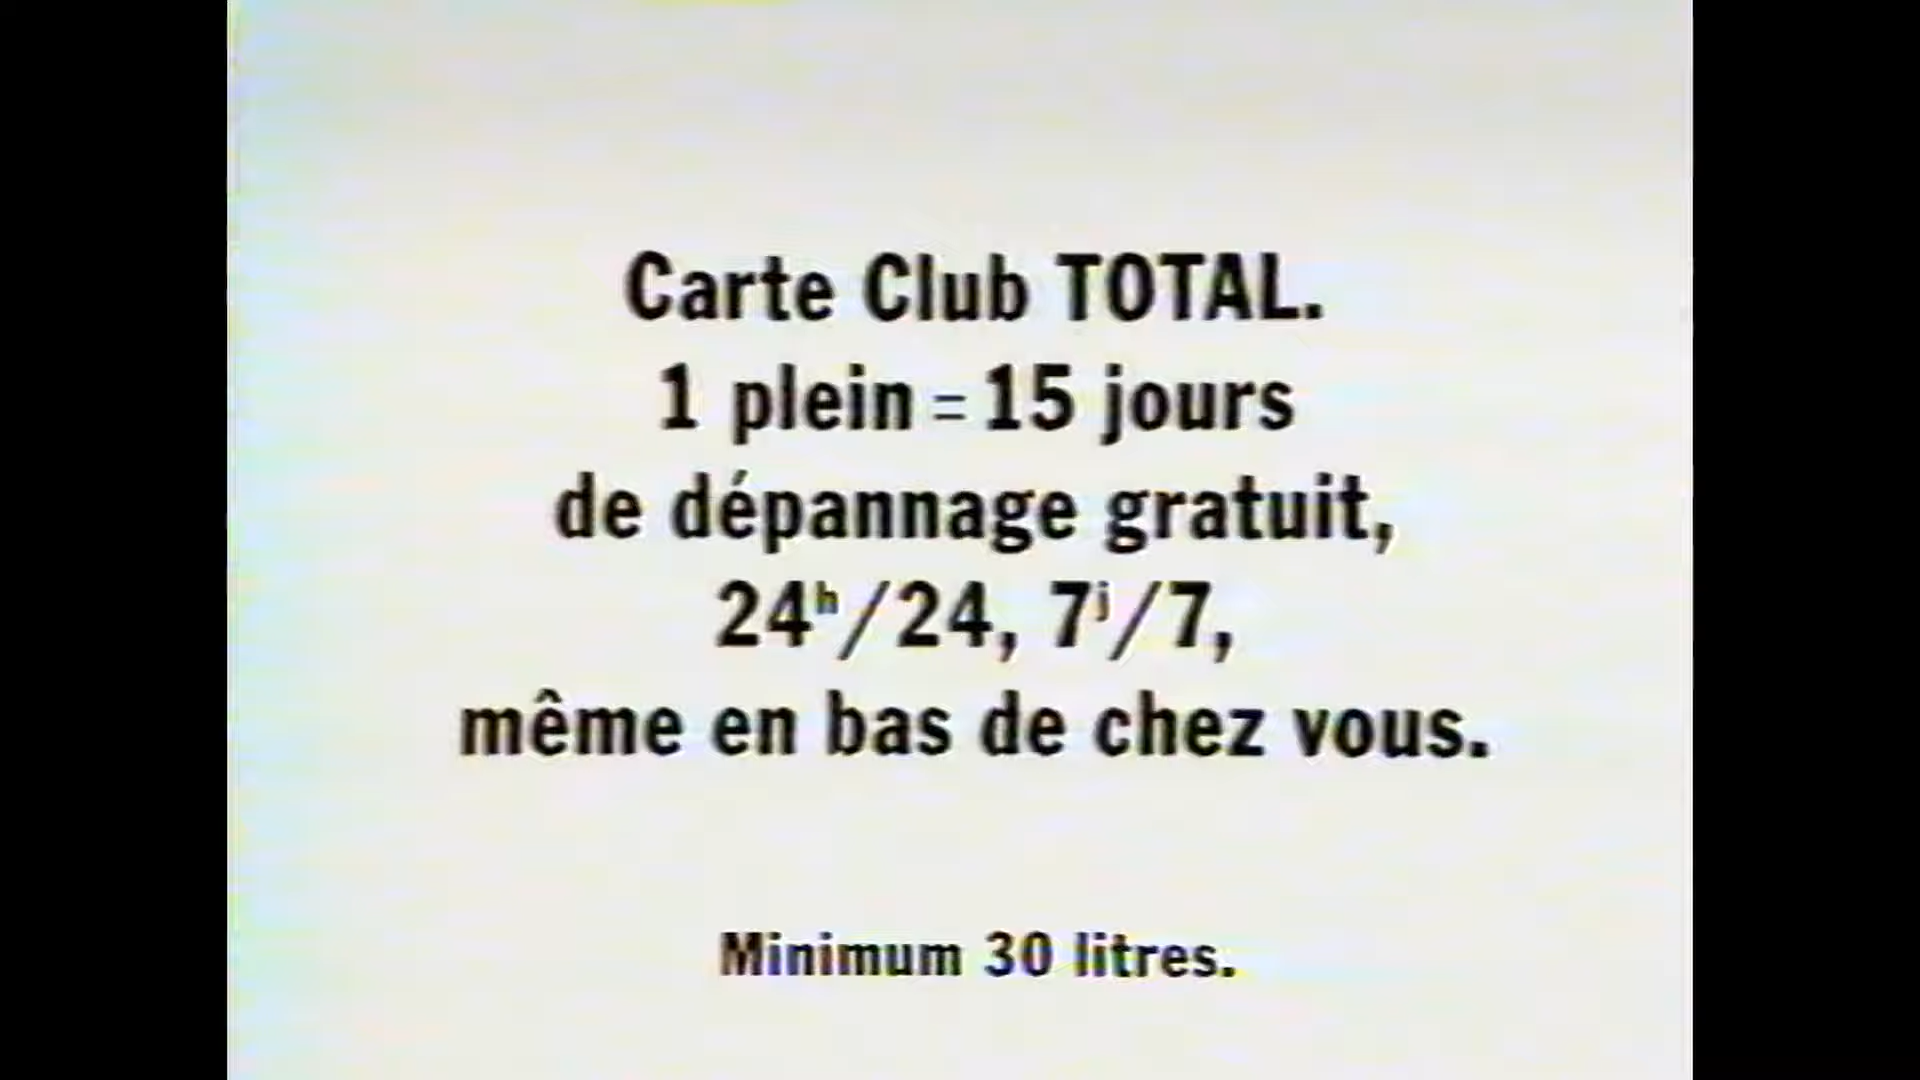 Carte Club TOTAL.
1 plein = 15 jours
de dépannage gratuit,
24ʰ/24, 7ʲ/7,
même en bas de chez vous.
Minimum 30 litres.